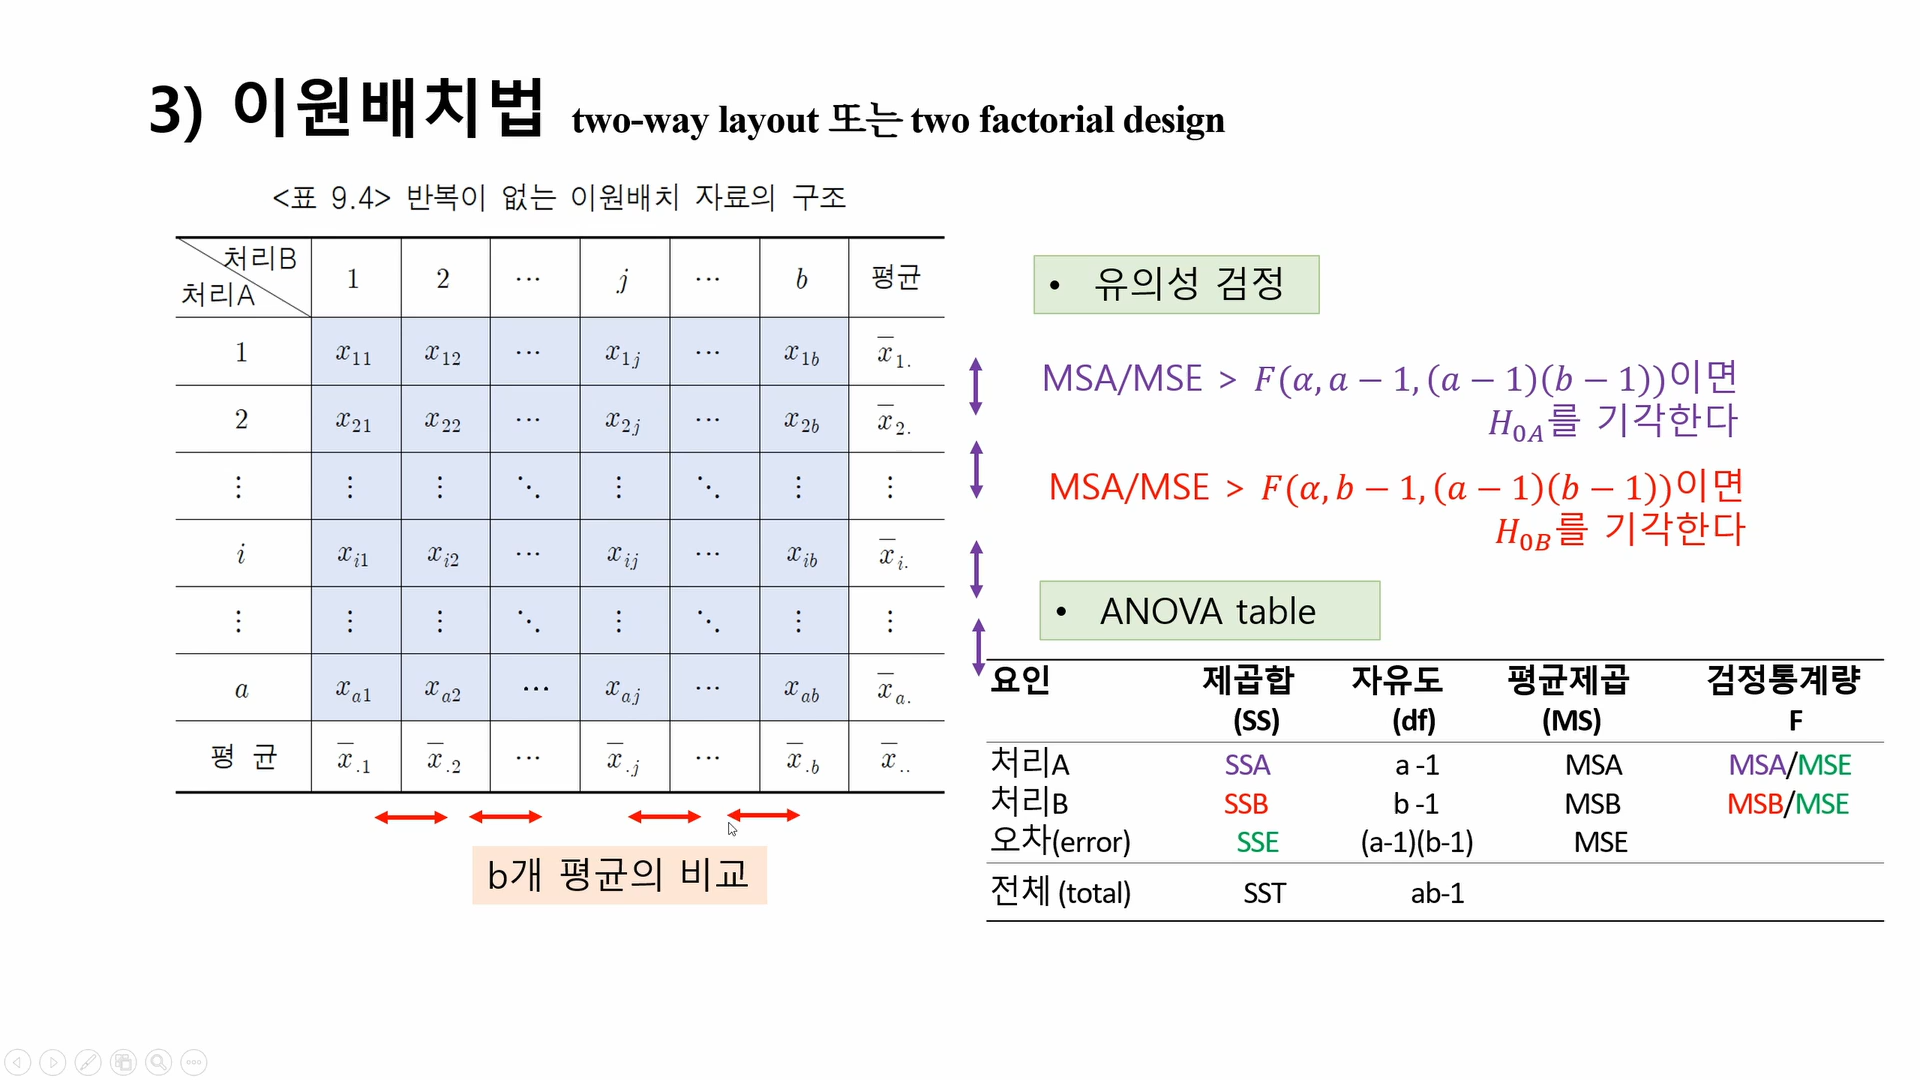 3) 이원배치법 two-way layout 또는 two factorial design
<표 9.4> 반복이 없는 이원배치 자료의 구조
처리B
처리A
1 2 ⋯ j ⋯ b 평균
1 x₁₁ x₁₂ ⋯ x₁ⱼ ⋯ x₁b x̄₁.
2 x₂₁ x₂₂ ⋯ x₂ⱼ ⋯ x₂b x̄₂.
⋮ ⋮ ⋮ ⋱ ⋮ ⋱ ⋮ ⋮
i xᵢ₁ xᵢ₂ ⋯ xᵢⱼ ⋯ xᵢb x̄ᵢ.
⋮ ⋮ ⋮ ⋱ ⋮ ⋱ ⋮ ⋮
a xₐ₁ xₐ₂ ⋯ xₐⱼ ⋯ xₐb x̄ₐ.
평 균 x̄.₁ x̄.₂ ⋯ x̄.ⱼ ⋯ x̄.b x̄..
b개 평균의 비교
• 유의성 검정
MSA/MSE > F(α, a − 1, (a − 1)(b − 1))이면
H₀A를 기각한다
MSA/MSE > F(α, b − 1, (a − 1)(b − 1))이면
H₀B를 기각한다
• ANOVA table
요인 제곱합 자유도 평균제곱 검정통계량
(SS) (df) (MS) F
처리A SSA a -1 MSA MSA/MSE
처리B SSB b -1 MSB MSB/MSE
오차(error) SSE (a-1)(b-1) MSE
전체 (total) SST ab-1